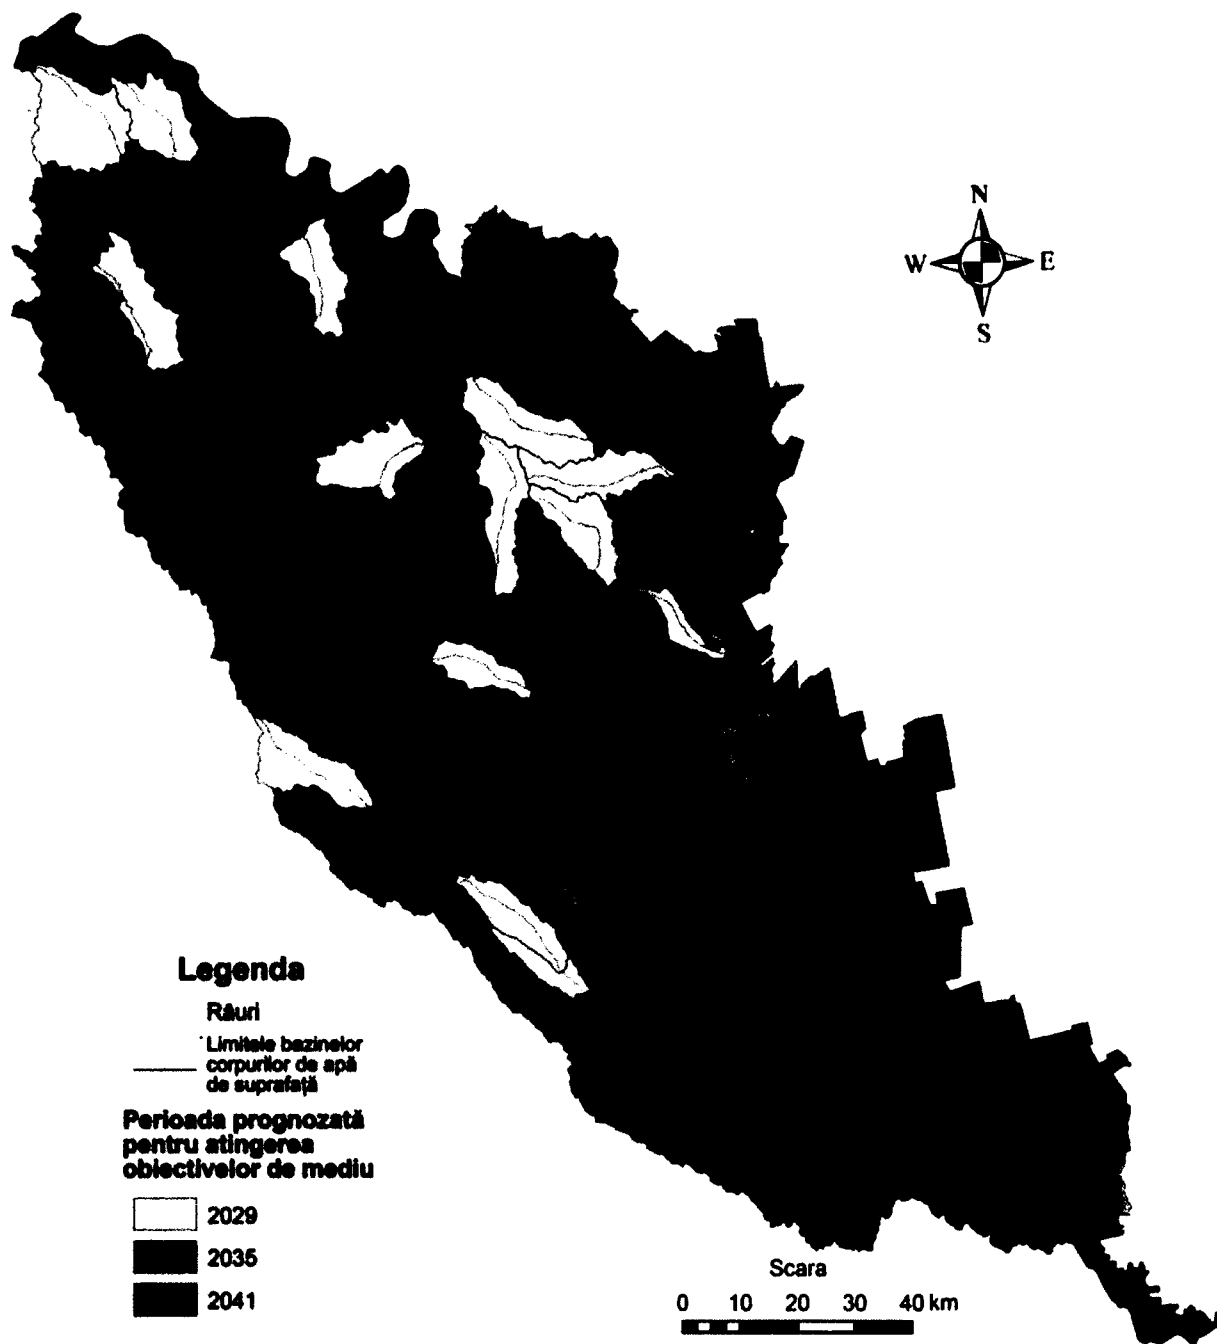 N
W E
S
Legenda
Râuri
Limitele bazinelor
corpurilor de apă
de suprafață
Perioada prognozată
pentru atingerea
obiectivelor de mediu
2029
2035
2041
Scara
0 10 20 30 40 km